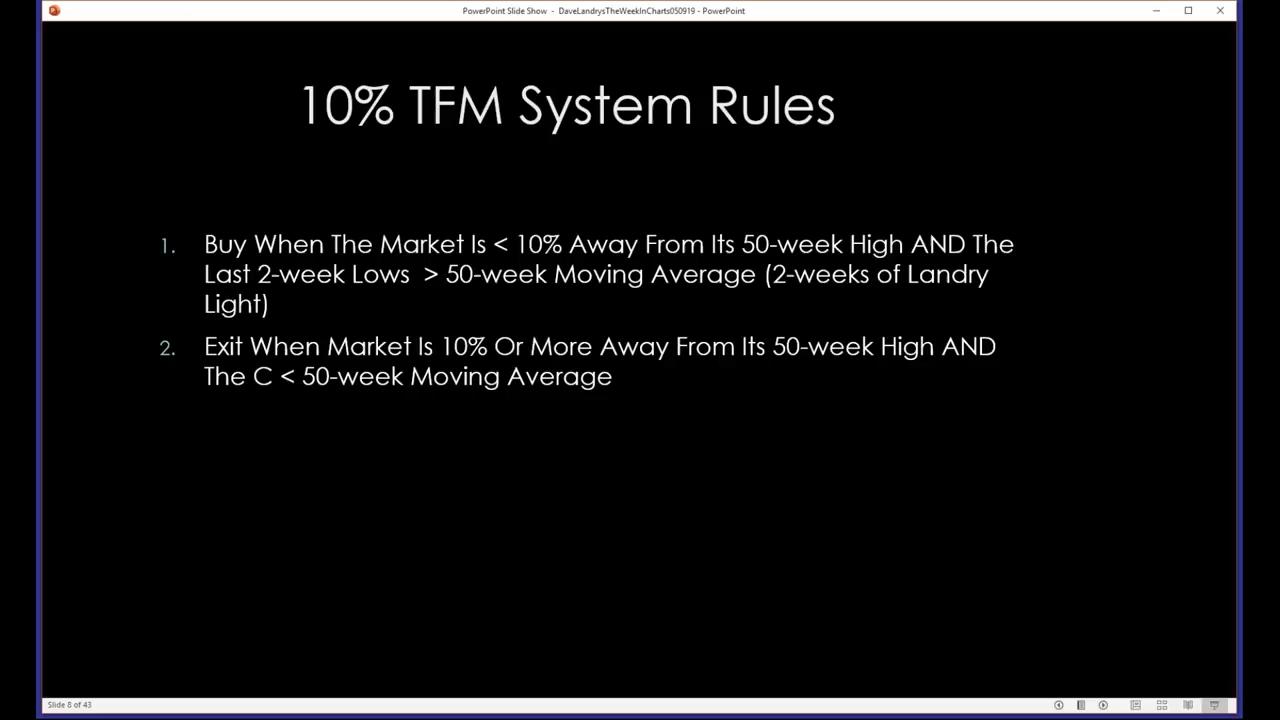 PowerPoint Slide Show - DaveLandrysTheWeekInCharts050919 - PowerPoint
10% TFM System Rules
1. Buy When The Market Is < 10% Away From Its 50-week High AND The
Last 2-week Lows > 50-week Moving Average (2-weeks of Landry
Light)
2. Exit When Market Is 10% Or More Away From Its 50-week High AND
The C < 50-week Moving Average
Slide 8 of 43